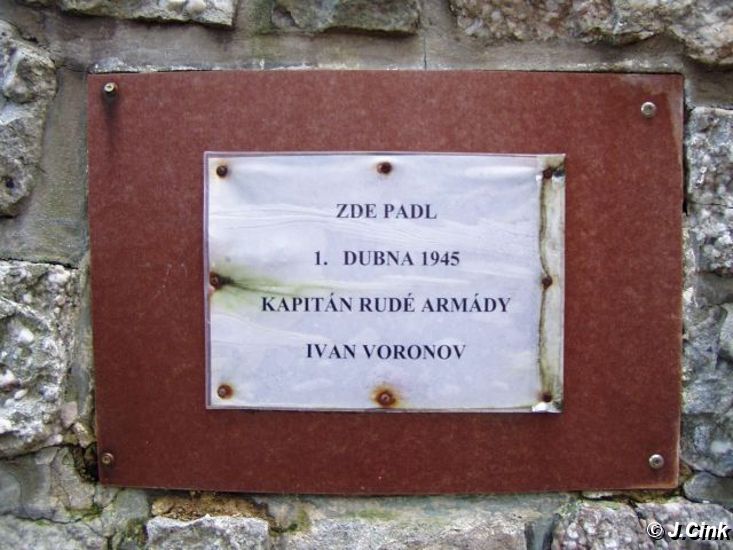 ZDE PADL
1. DUBNA 1945
KAPITÁN RUDÉ ARMÁDY
IVAN VORONOV
© J.Cink